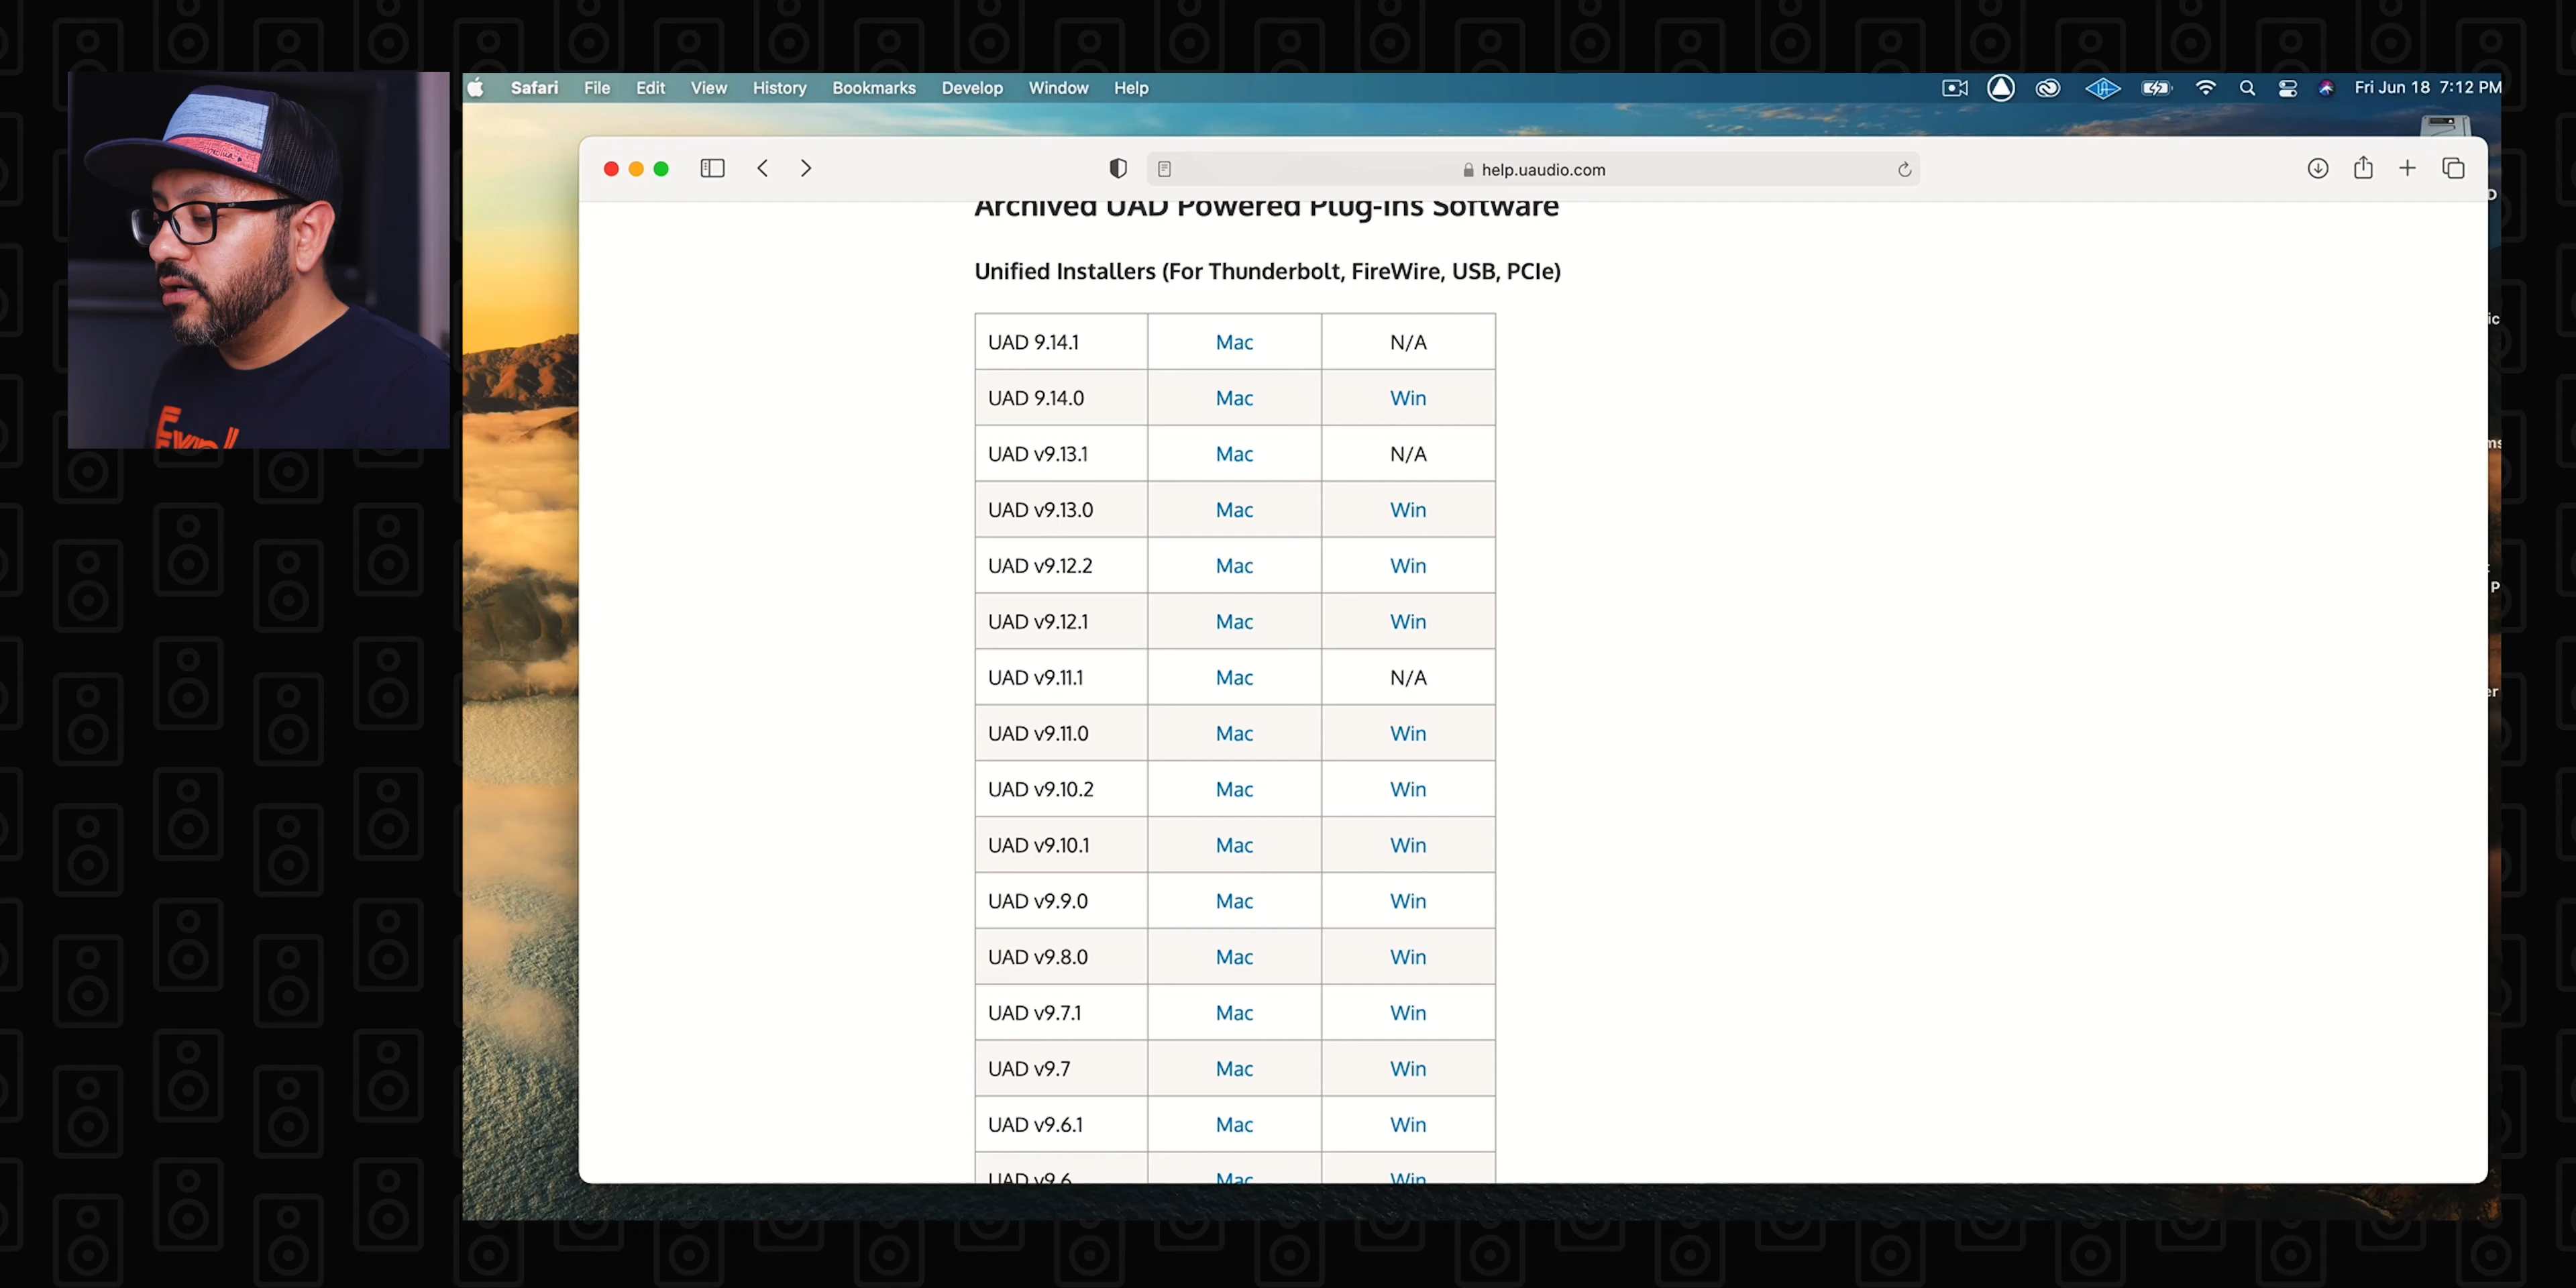 Safari File Edit View History Bookmarks Develop Window Help Fri Jun 18 7:12 PM
help.uaudio.com
Archived UAD Powered Plug-Ins Software
Unified Installers (For Thunderbolt, FireWire, USB, PCIe)
UAD 9.14.1 Mac N/A
UAD 9.14.0 Mac Win
UAD v9.13.1 Mac N/A
UAD v9.13.0 Mac Win
UAD v9.12.2 Mac Win
UAD v9.12.1 Mac Win
UAD v9.11.1 Mac N/A
UAD v9.11.0 Mac Win
UAD v9.10.2 Mac Win
UAD v9.10.1 Mac Win
UAD v9.9.0 Mac Win
UAD v9.8.0 Mac Win
UAD v9.7.1 Mac Win
UAD v9.7 Mac Win
UAD v9.6.1 Mac Win
UAD v9.6 Mac Win